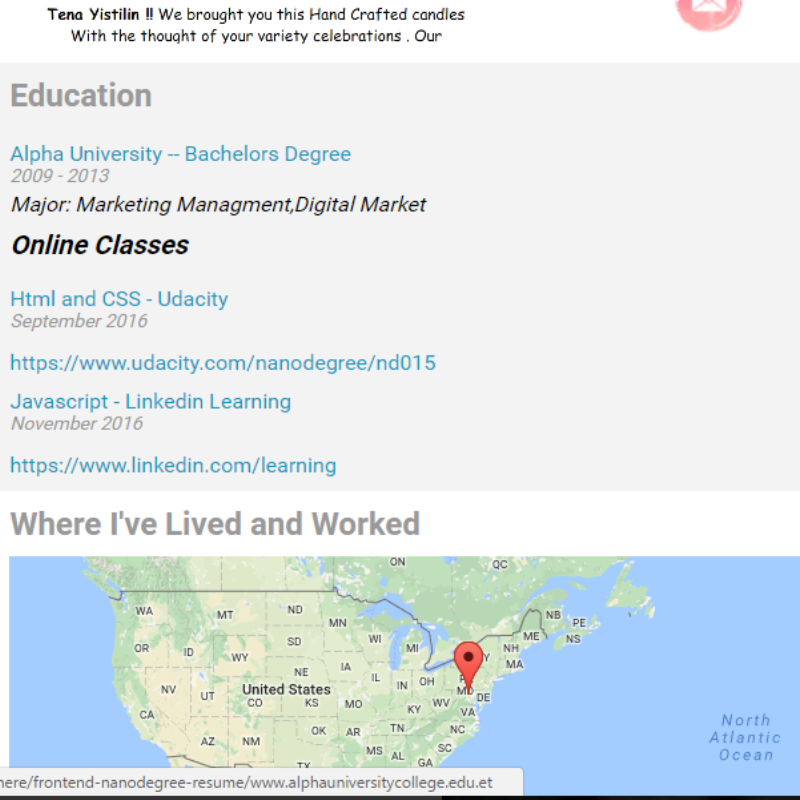 Tena Yistilin !! We brought you this Hand Crafted candles
With the thought of your variety celebrations . Our
Education
Alpha University -- Bachelors Degree
2009 - 2013
Major: Marketing Managment,Digital Market
Online Classes
Html and CSS - Udacity
September 2016
https://www.udacity.com/nanodegree/nd015
Javascript - Linkedin Learning
November 2016
https://www.linkedin.com/learning
Where I've Lived and Worked
ON
QC
WA
MT
ND
MN
NB
PE
OR
ID
SD
WI
MI
ME
NS
WY
NH
MA
IA
NE
IL
IN
OH
NV
UT
United States
CO
KS
MO
KY
WV
MD
DE
VA
CA
AZ
NM
OK
AR
TN
NC
MS
AL
SC
GA
TX
North
Atlantic
Ocean
here/frontend-nanodegree-resume/www.alphauniversitycollege.edu.et